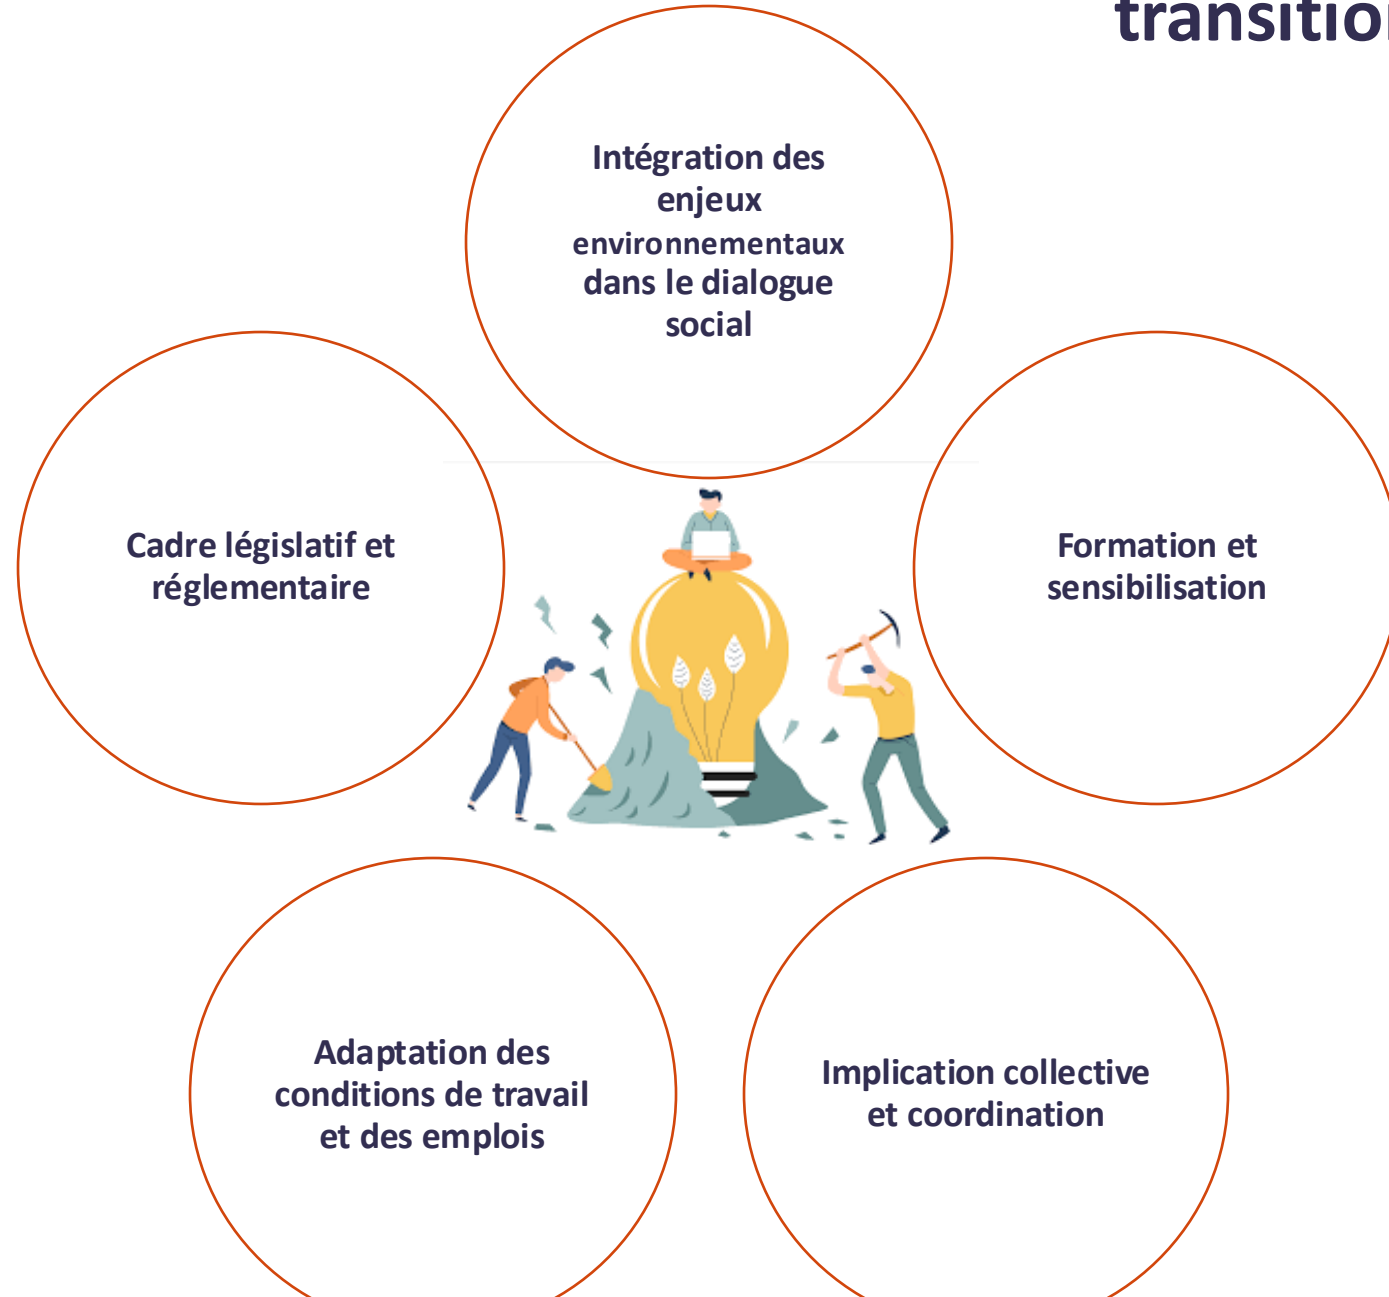 transition
Intégration des
enjeux
environnementaux
dans le dialogue
social
Cadre législatif et
réglementaire
Formation et
sensibilisation
Adaptation des
conditions de travail
et des emplois
Implication collective
et coordination